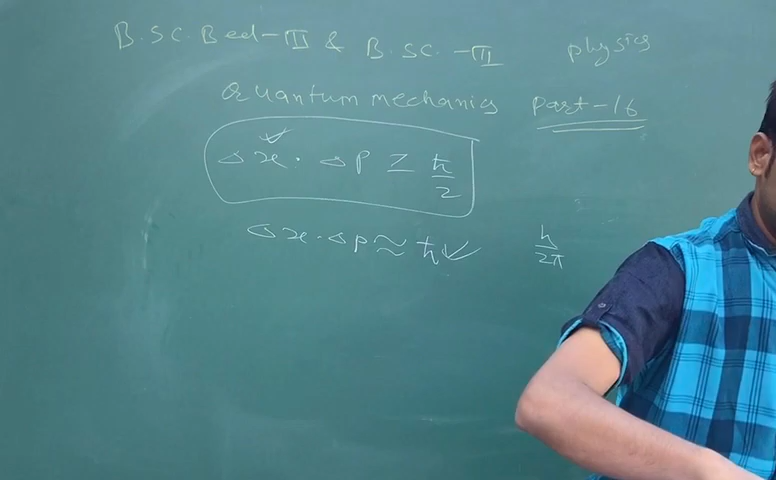 B.SC. Bed-III & B.SC.-III physics
Quantum mechanics Part-16
Δx. Δp ≥ ħ/2
Δx.Δp ≈ ħ h/2π